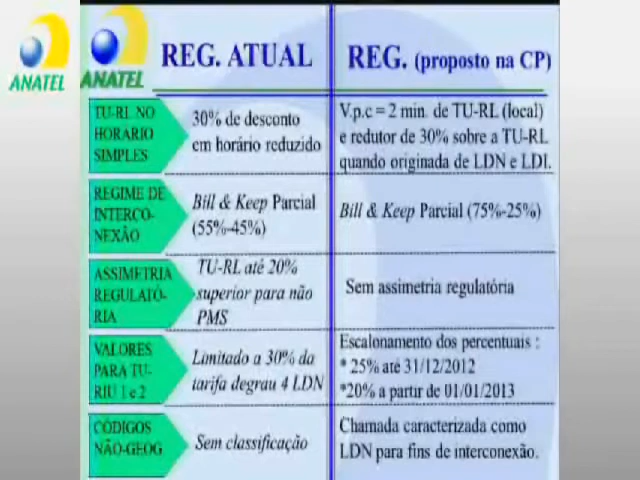 ANATEL
ANATEL
REG. ATUAL
REG. (proposto na CP)
TU-RL NO
HORÁRIO
SIMPLES
30% de desconto
em horário reduzido
V.p.c = 2 min. de TU-RL (local)
e redutor de 30% sobre a TU-RL
quando originada de LDN e LDI.
REGIME DE
INTERCO-
NEXÃO
Bill & Keep Parcial
(55%-45%)
Bill & Keep Parcial (75%-25%)
ASSIMETRIA
REGULATÓ-
RIA
TU-RL até 20%
superior para não
PMS
Sem assimetria regulatória
VALORES
PARA TU-
RIU 1 e 2
Limitado a 30% da
tarifa degrau 4 LDN
Escalonamento dos percentuais :
* 25% até 31/12/2012
*20% a partir de 01/01/2013
CÓDIGOS
NÃO-GEOG
Sem classificação
Chamada caracterizada como
LDN para fins de interconexão.